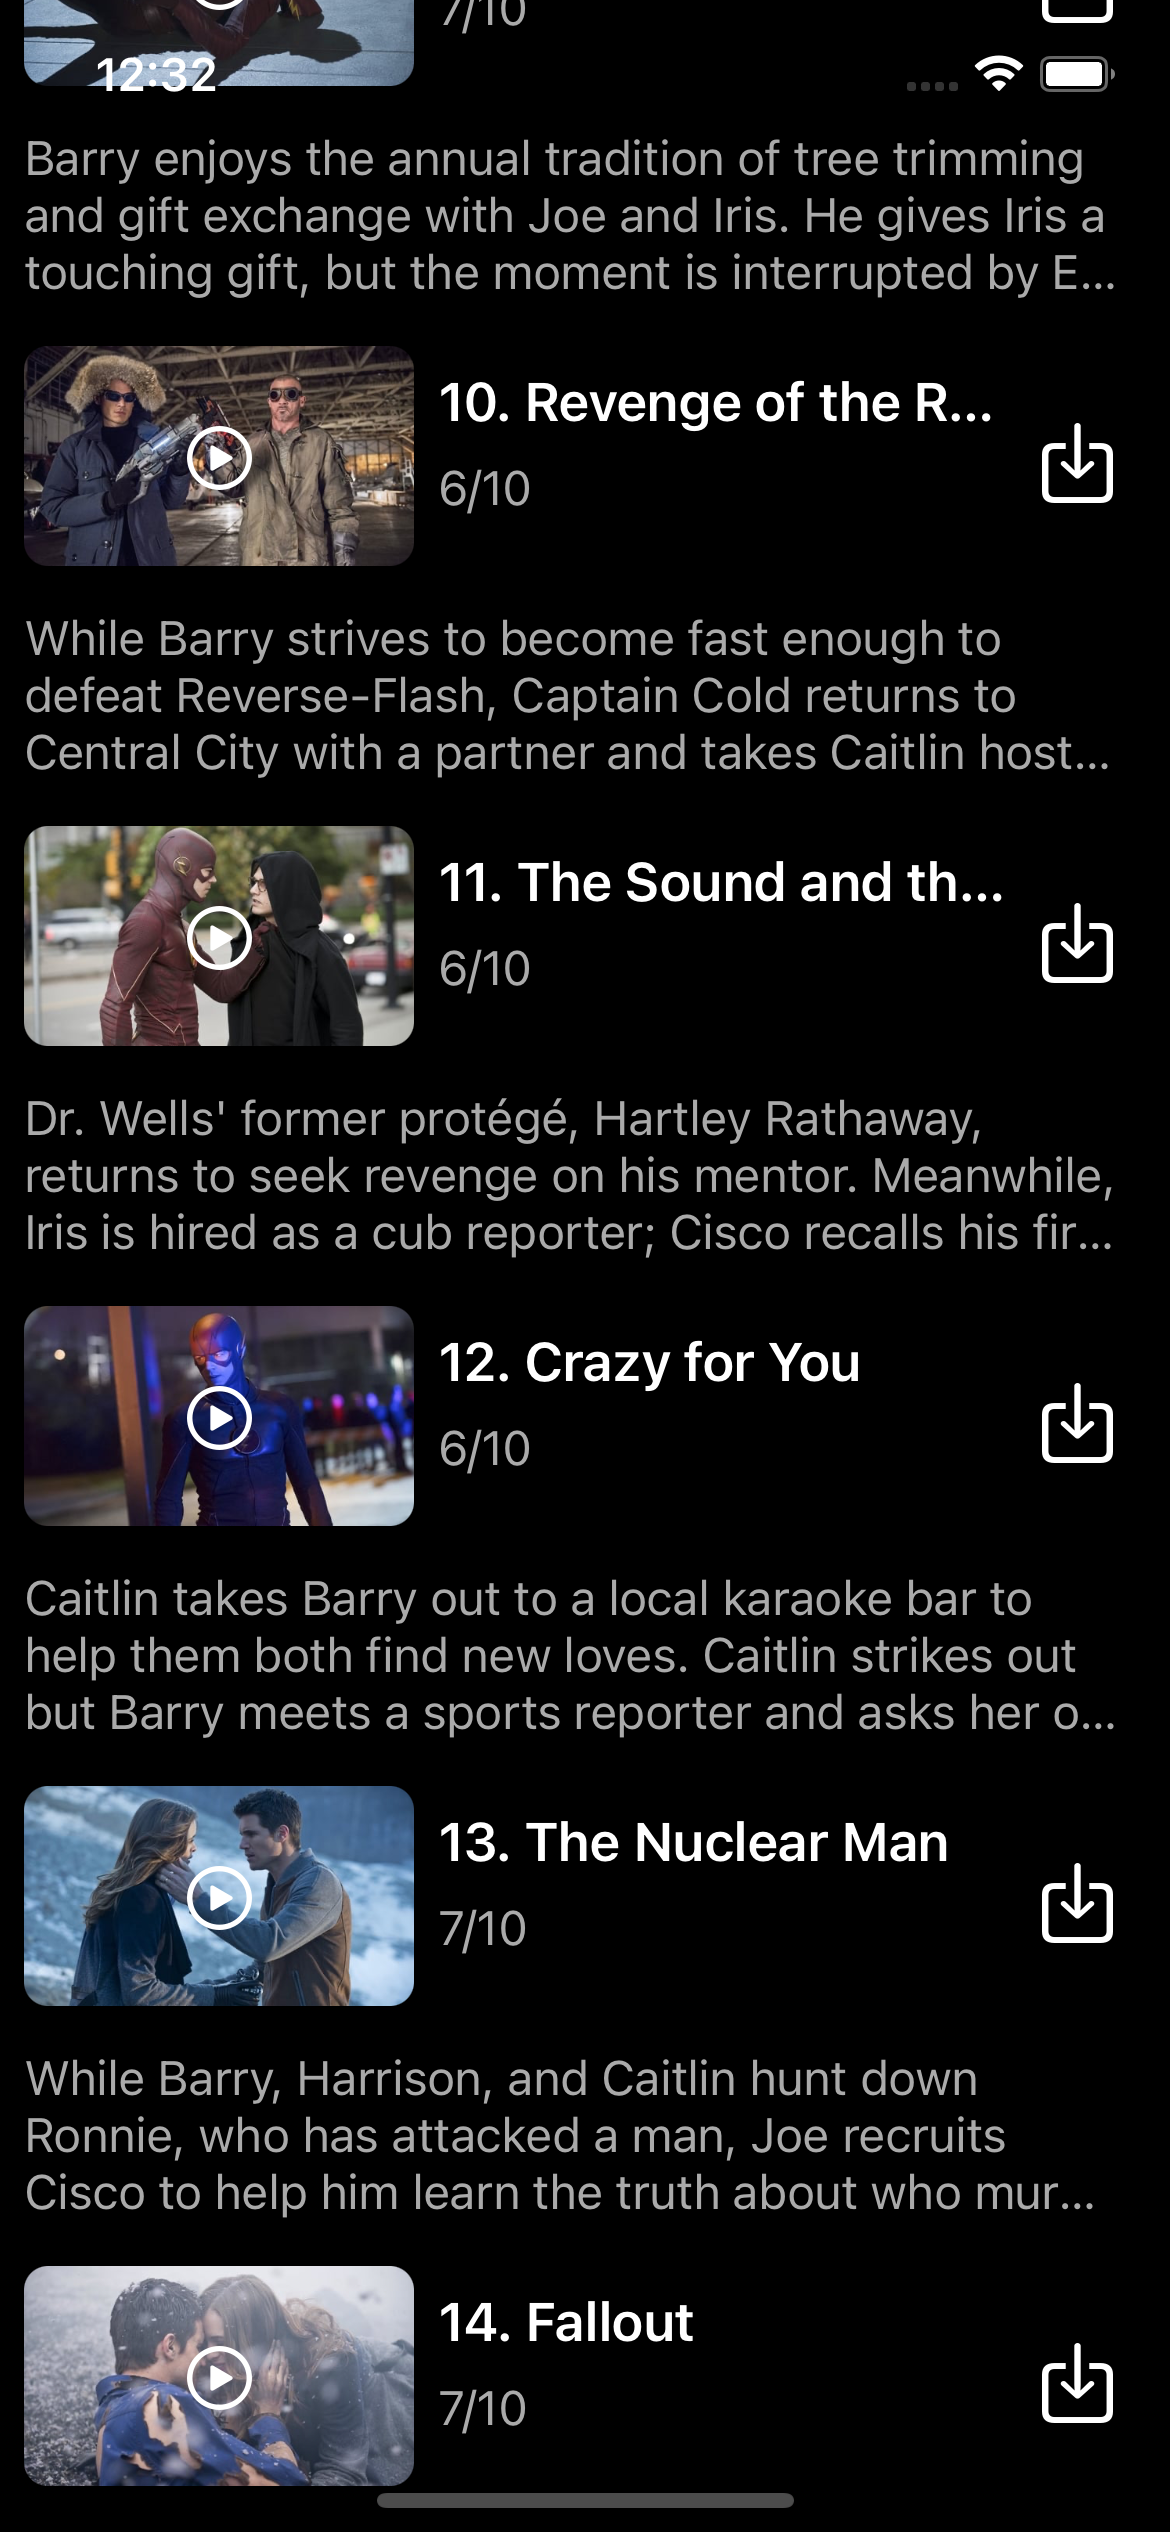 7/10
12:32
Barry enjoys the annual tradition of tree trimming
and gift exchange with Joe and Iris. He gives Iris a
touching gift, but the moment is interrupted by E...
10. Revenge of the R...
6/10
While Barry strives to become fast enough to
defeat Reverse-Flash, Captain Cold returns to
Central City with a partner and takes Caitlin host...
11. The Sound and th...
6/10
Dr. Wells' former protégé, Hartley Rathaway,
returns to seek revenge on his mentor. Meanwhile,
Iris is hired as a cub reporter; Cisco recalls his fir...
12. Crazy for You
6/10
Caitlin takes Barry out to a local karaoke bar to
help them both find new loves. Caitlin strikes out
but Barry meets a sports reporter and asks her o...
13. The Nuclear Man
7/10
While Barry, Harrison, and Caitlin hunt down
Ronnie, who has attacked a man, Joe recruits
Cisco to help him learn the truth about who mur...
14. Fallout
7/10